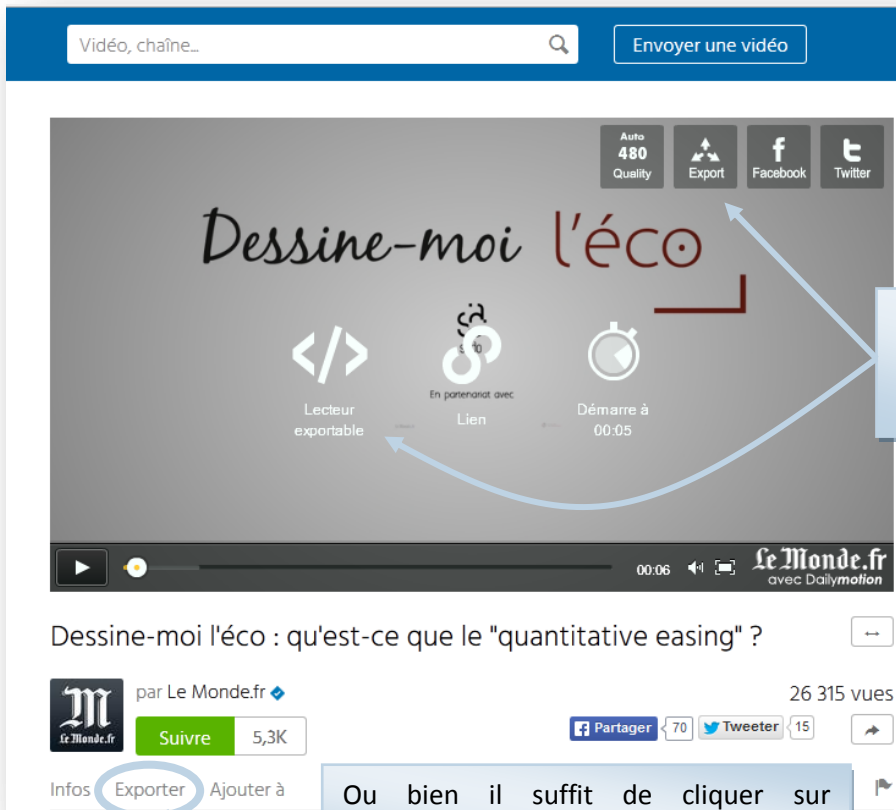 Vidéo, chaîne...
Envoyer une vidéo
Auto
480
Quality
Export
Facebook
Twitter
Dessine-moi l'éco
En partenariat avec
Lecteur
exportable
Lien
Démarre à
00:05
00:06
Le Monde.fr
avec Dailymotion
Dessine-moi l'éco : qu'est-ce que le "quantitative easing" ?
par Le Monde.fr
26 315 vues
Le Monde.fr
Suivre
5,3K
Partager
70
Tweeter
15
Infos
Exporter
Ajouter à
Ou bien il suffit de cliquer sur